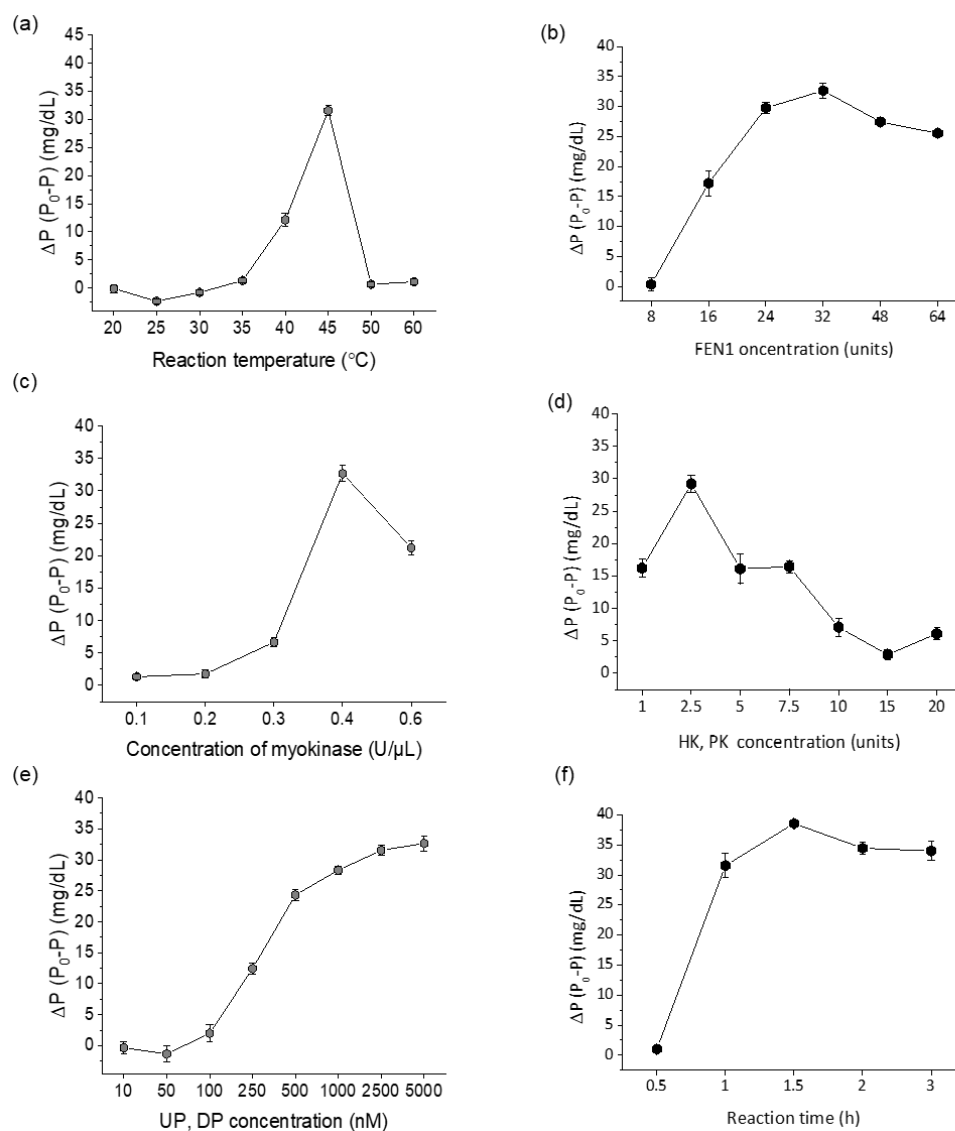 (a)
45
40
35
30
25
20
15
10
5
0
ΔP (P₀-P) (mg/dL)
20 25 30 35 40 45 50 60
Reaction temperature (°C)
(b)
40
35
30
25
20
15
10
5
0
ΔP (P₀-P) (mg/dL)
8 16 24 32 48 64
FEN1 oncentration (units)
(c)
40
35
30
25
20
15
10
5
0
ΔP (P₀-P) (mg/dL)
0.1 0.2 0.3 0.4 0.6
Concentration of myokinase (U/µL)
(d)
40
35
30
25
20
15
10
5
0
ΔP (P₀-P) (mg/dL)
1 2.5 5 7.5 10 15 20
HK, PK concentration (units)
(e)
40
35
30
25
20
15
10
5
0
ΔP (P₀-P) (mg/dL)
10 50 100 250 500 1000 2500 5000
UP, DP concentration (nM)
(f)
40
35
30
25
20
15
10
5
0
ΔP (P₀-P) (mg/dL)
0.5 1 1.5 2 3
Reaction time (h)